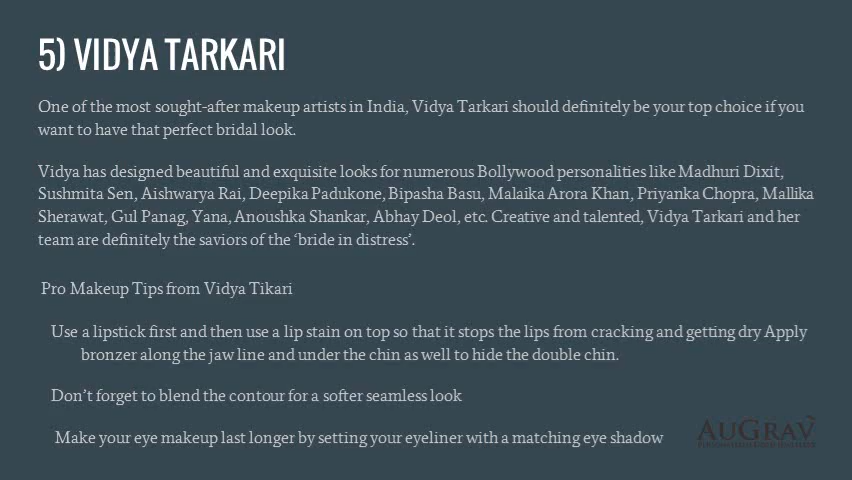 5) VIDYA TARKARI
One of the most sought-after makeup artists in India, Vidya Tarkari should definitely be your top choice if you
want to have that perfect bridal look.
Vidya has designed beautiful and exquisite looks for numerous Bollywood personalities like Madhuri Dixit,
Sushmita Sen, Aishwarya Rai, Deepika Padukone, Bipasha Basu, Malaika Arora Khan, Priyanka Chopra, Mallika
Sherawat, Gul Panag, Yana, Anoushka Shankar, Abhay Deol, etc. Creative and talented, Vidya Tarkari and her
team are definitely the saviors of the ‘bride in distress’.
Pro Makeup Tips from Vidya Tikari
Use a lipstick first and then use a lip stain on top so that it stops the lips from cracking and getting dry Apply
bronzer along the jaw line and under the chin as well to hide the double chin.
Don’t forget to blend the contour for a softer seamless look
Make your eye makeup last longer by setting your eyeliner with a matching eye shadow
AUGRAV